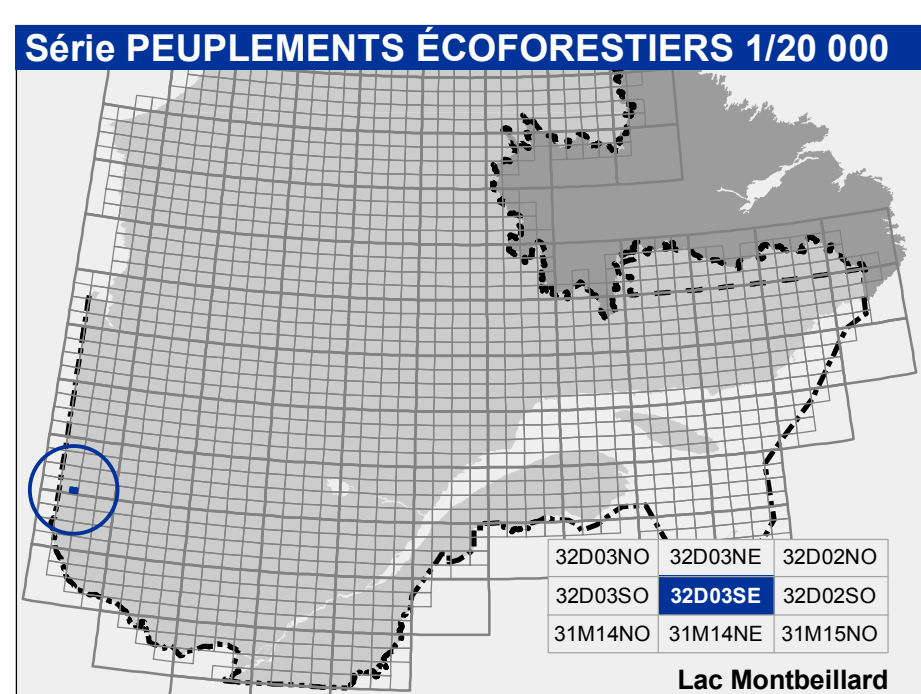 Série PEUPLEMENTS ÉCOFORESTIERS 1/20 000
32D03NO 32D03NE 32D02NO
32D03SO 32D03SE 32D02SO
31M14NO 31M14NE 31M15NO
Lac Montbeillard